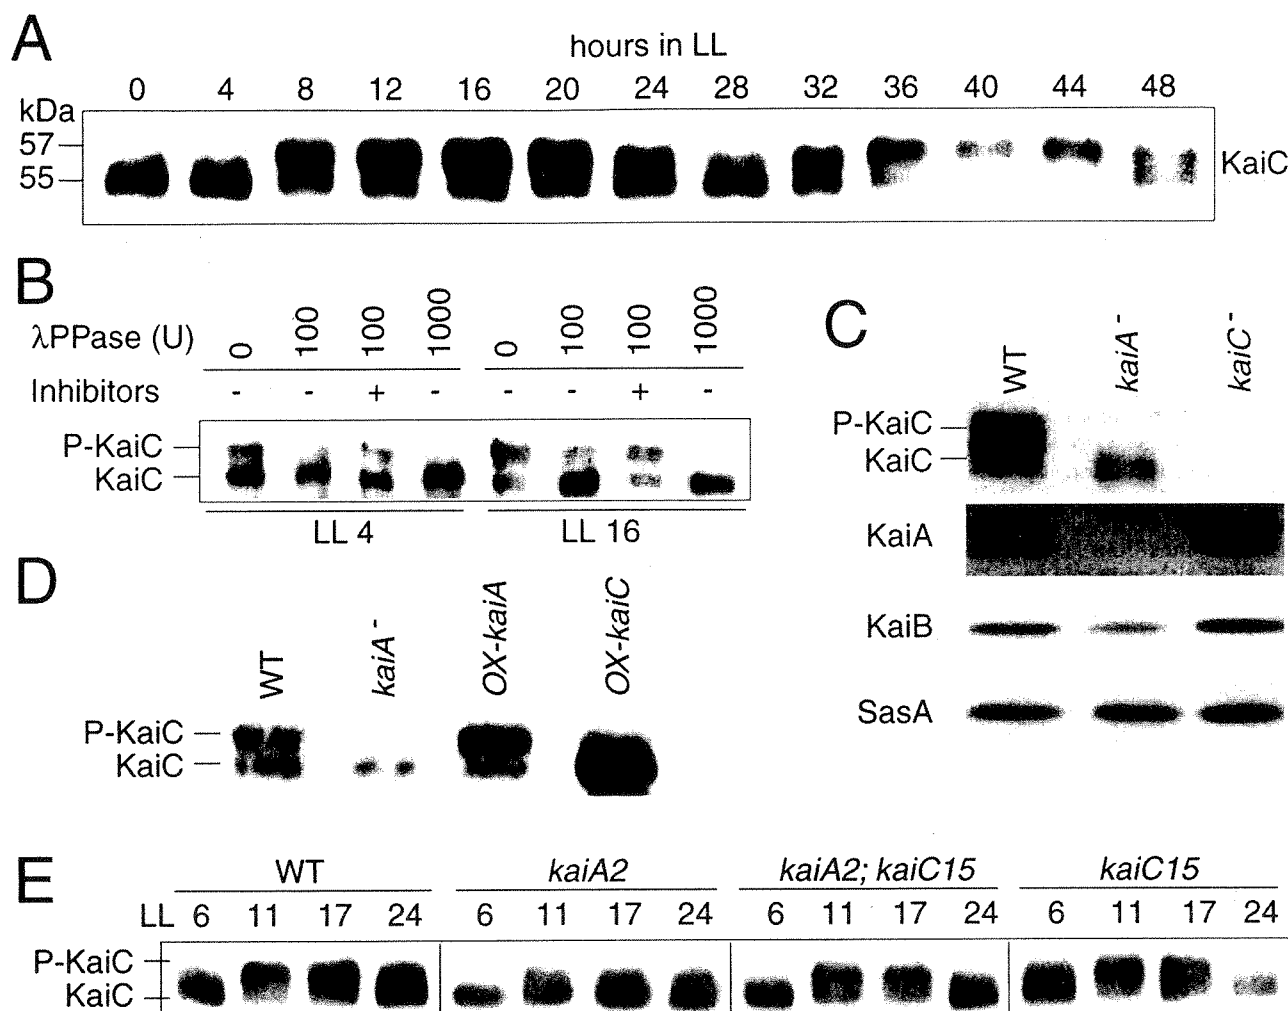 A
hours in LL
0 4 8 12 16 20 24 28 32 36 40 44 48
kDa
57
55
KaiC
B
λPPase (U) 0 100 100 1000 0 100 100 1000
Inhibitors - - + - - - + -
P-KaiC
KaiC
LL 4 LL 16
C
WT kaiA- kaiC-
P-KaiC
KaiC
KaiA
KaiB
SasA
D
WT kaiA- OX-kaiA OX-kaiC
P-KaiC
KaiC
E
WT kaiA2 kaiA2; kaiC15 kaiC15
LL 6 11 17 24 6 11 17 24 6 11 17 24 6 11 17 24
P-KaiC
KaiC